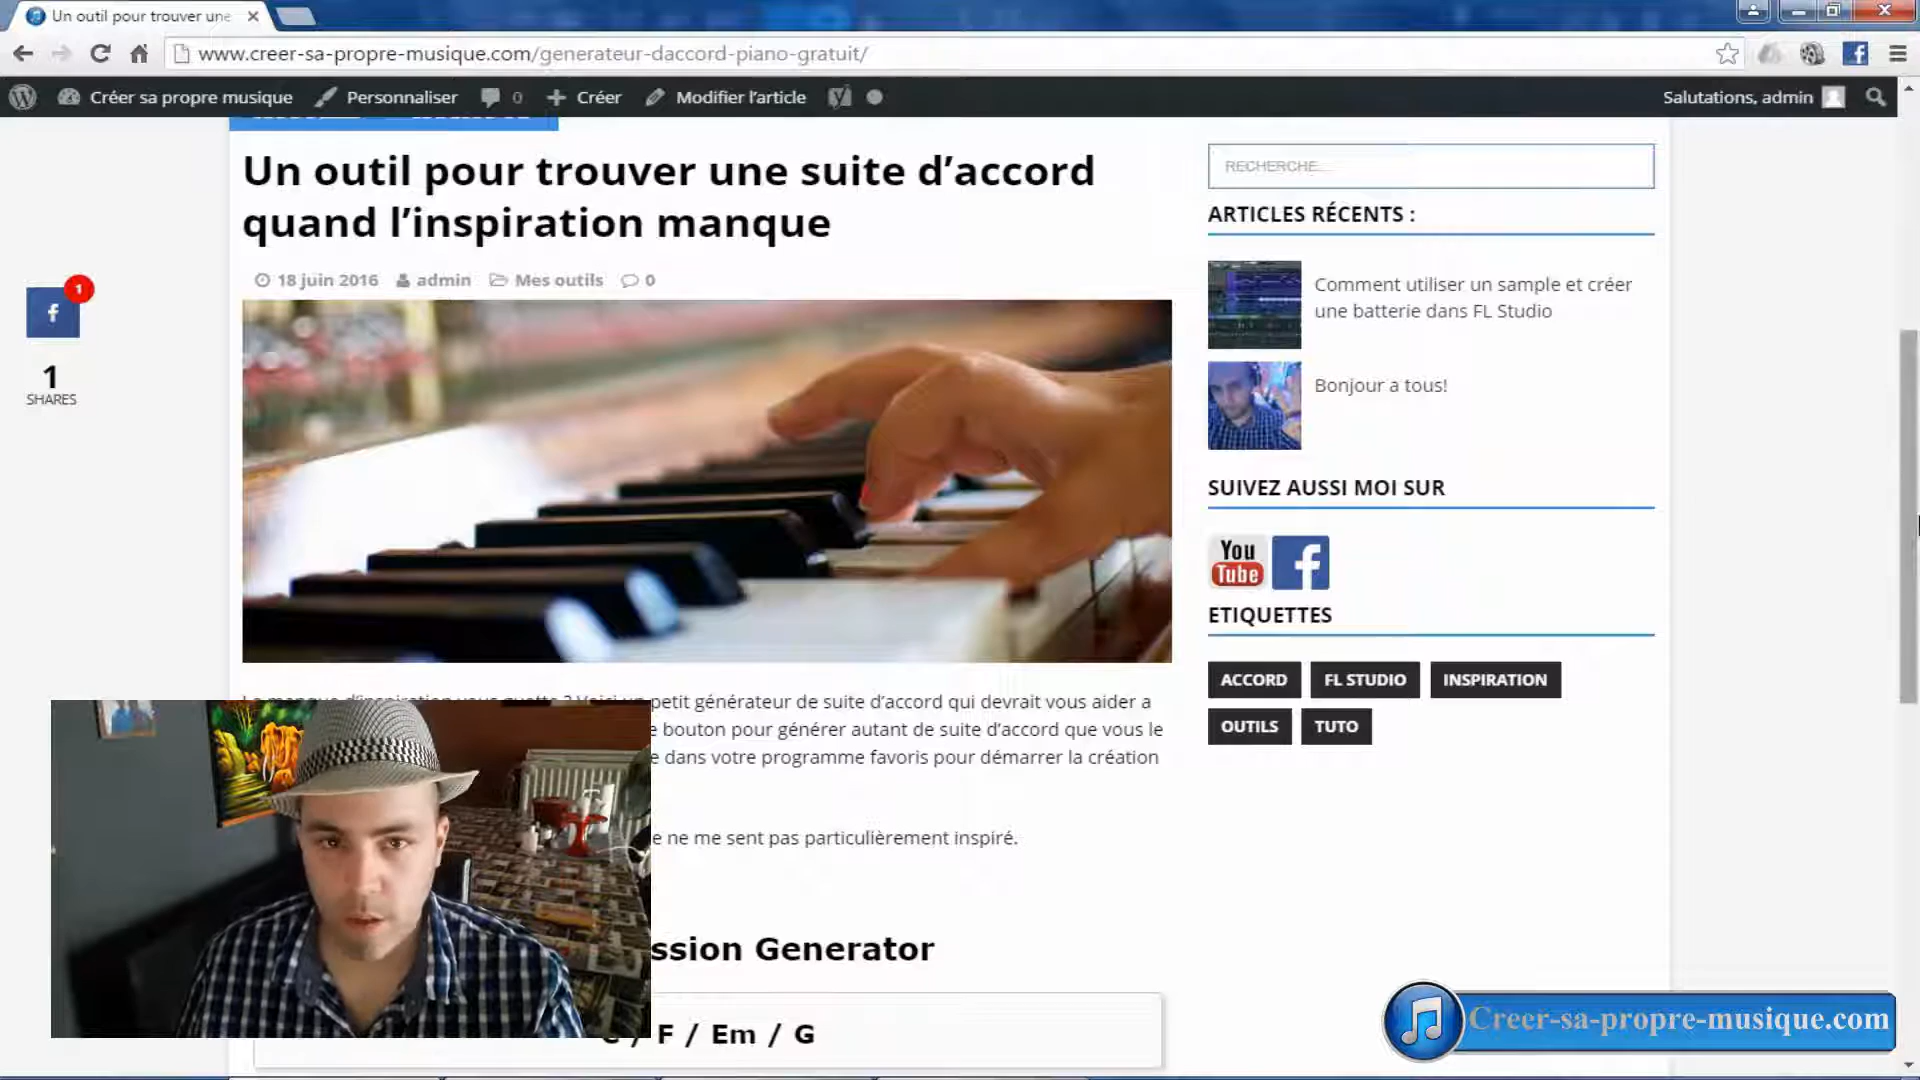 Un outil pour trouver une
www.creer-sa-propre-musique.com/generateur-daccord-piano-gratuit/
Créer sa propre musique Personnaliser 0 Créer Modifier l'article Salutations, admin
Un outil pour trouver une suite d’accord
quand l’inspiration manque
18 juin 2016 admin Mes outils 0
1
f
1
SHARES
petit générateur de suite d’accord qui devrait vous aider a
bouton pour générer autant de suite d’accord que vous le
dans votre programme favoris pour démarrer la création
ne me sent pas particulièrement inspiré.
ssion Generator
F / Em / G
RECHERCHE...
ARTICLES RÉCENTS :
Comment utiliser un sample et créer
une batterie dans FL Studio
Bonjour a tous!
SUIVEZ AUSSI MOI SUR
You
Tube
f
ETIQUETTES
ACCORD FL STUDIO INSPIRATION
OUTILS TUTO
Creer-sa-propre-musique.com